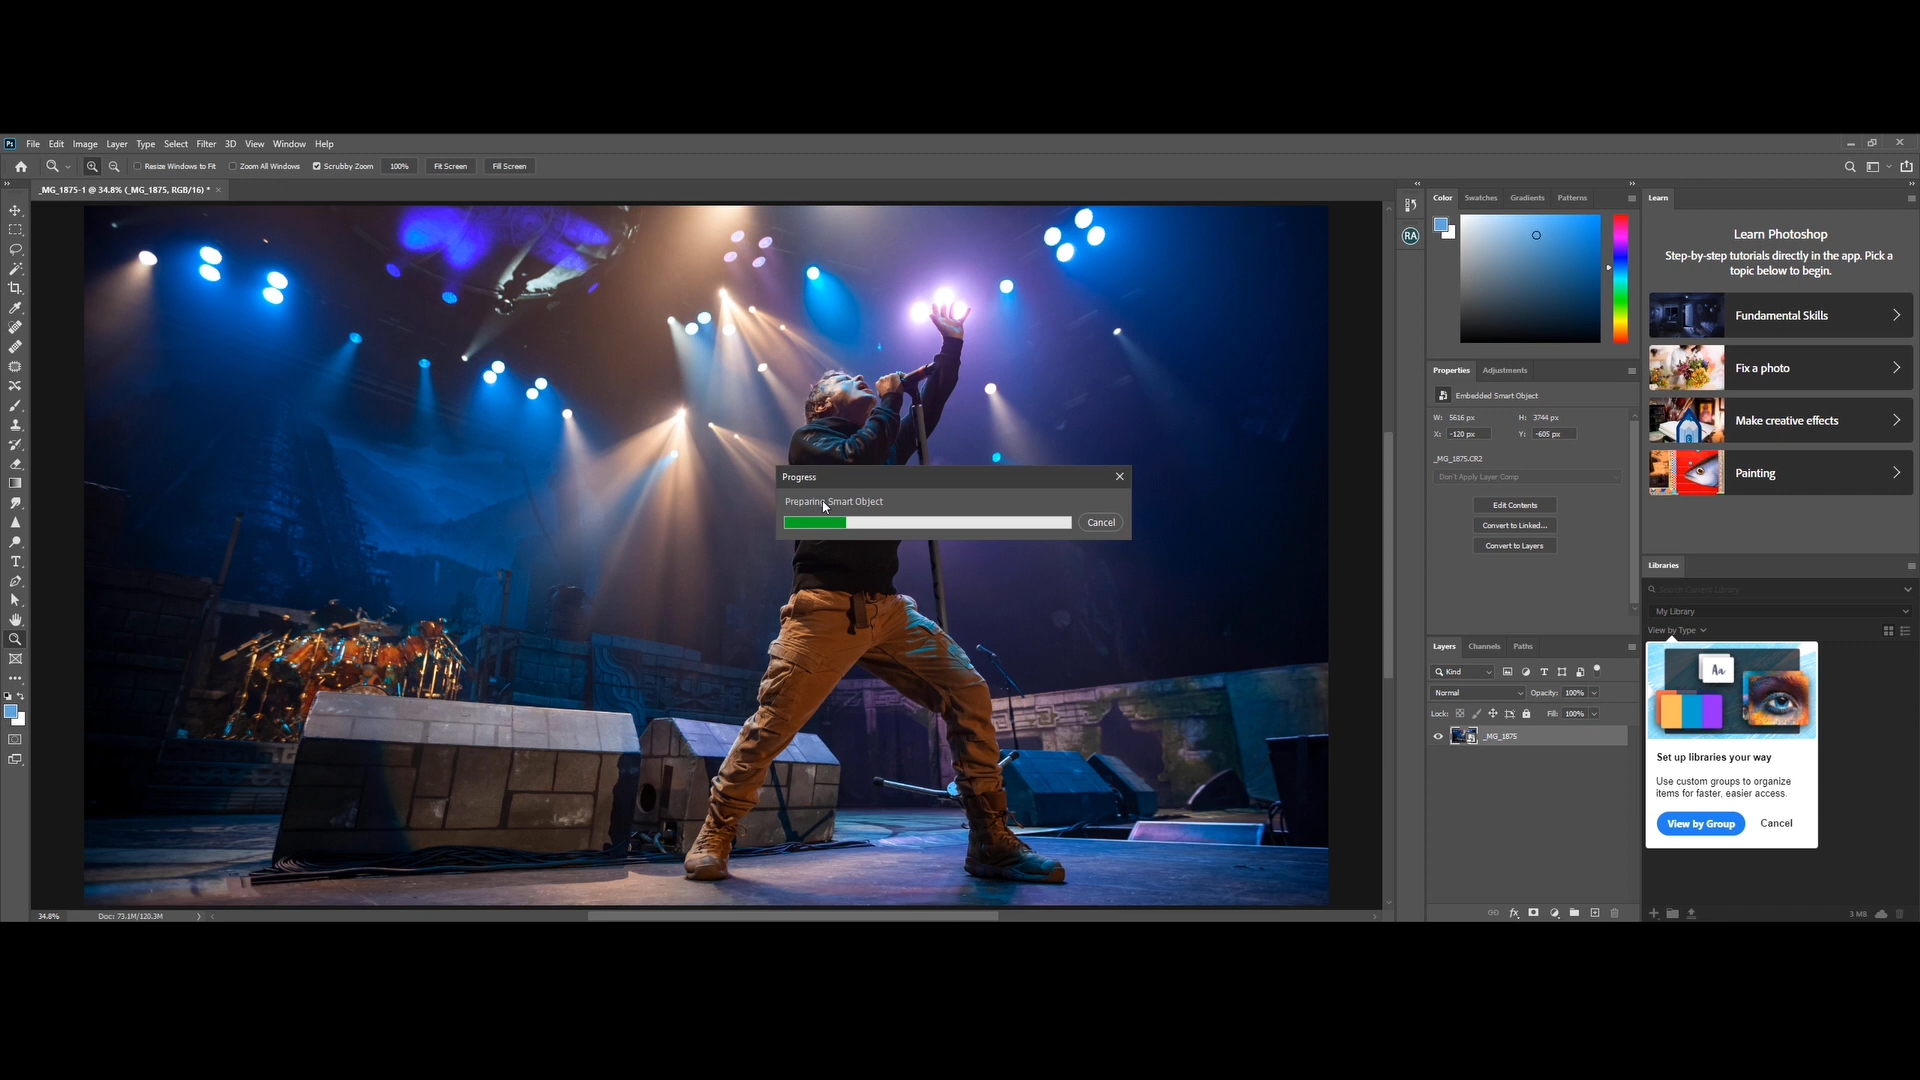 Ps File Edit Image Layer Type Select Filter 3D View Window Help
Resize Windows to Fit Zoom All Windows Scrubby Zoom 100% Fit Screen Fill Screen
_MG_1875-1 @ 34.8% (_MG_1875, RGB/16) * ×
Color Swatches Gradients Patterns
RA
Properties Adjustments
Embedded Smart Object
W: 5616 px H: 3744 px
X: -120 px Y: -605 px
_MG_1875.CR2
Don't Apply Layer Comp
Edit Contents
Convert to Linked...
Convert to Layers
Progress
Preparing Smart Object
Cancel
Layers Channels Paths
Kind
Normal Opacity: 100%
Lock: Fill: 100%
_MG_1875
fx
Learn
Learn Photoshop
Step-by-step tutorials directly in the app. Pick a
topic below to begin.
Fundamental Skills
Fix a photo
Make creative effects
Painting
Libraries
Search Current Library
My Library
View by Type
Aa
Set up libraries your way
Use custom groups to organize
items for faster, easier access.
View by Group Cancel
3 MB
34.8% Doc: 73.1M/120.3M